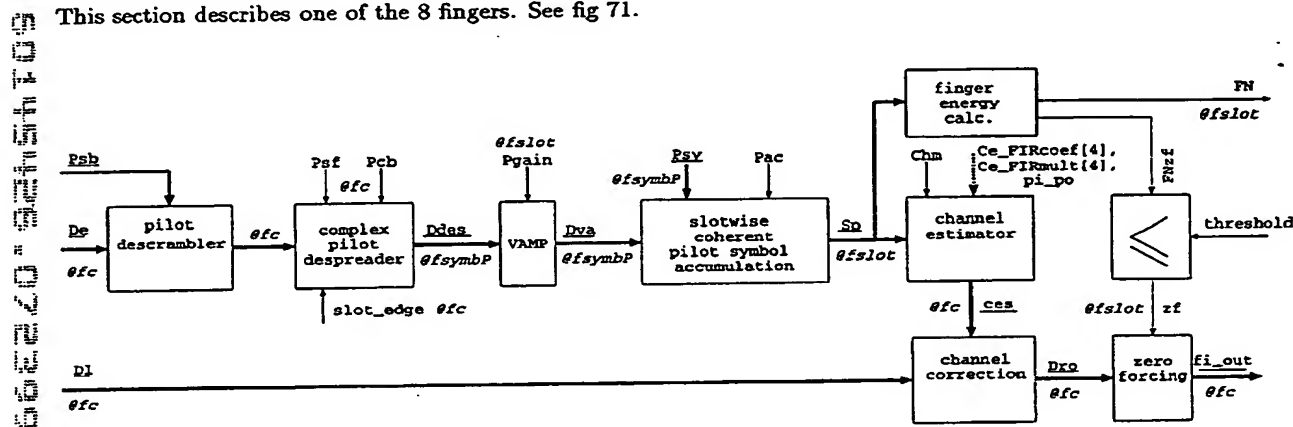 This section describes one of the 8 fingers. See fig 71.
finger
energy
calc.
FN
@fslot
Psb
Psf
Pcb
@fc
@fslot
Pgain
Psy
@fsymbP
Pac
Chm
Ce_FIRcoef[4],
Ce_FIRmult[4],
pi_po
FNzf
De
@fc
pilot
descrambler
@fc
complex
pilot
despreader
Ddes
@fsymbP
VAMP
Dva
@fsymbP
slotwise
coherent
pilot symbol
accumulation
Sp
@fslot
channel
estimator
≤
threshold
slot_edge @fc
@fc ces
@fslot zf
Dl
@fc
channel
correction
Dro
@fc
zero
forcing
fi_out
@fc